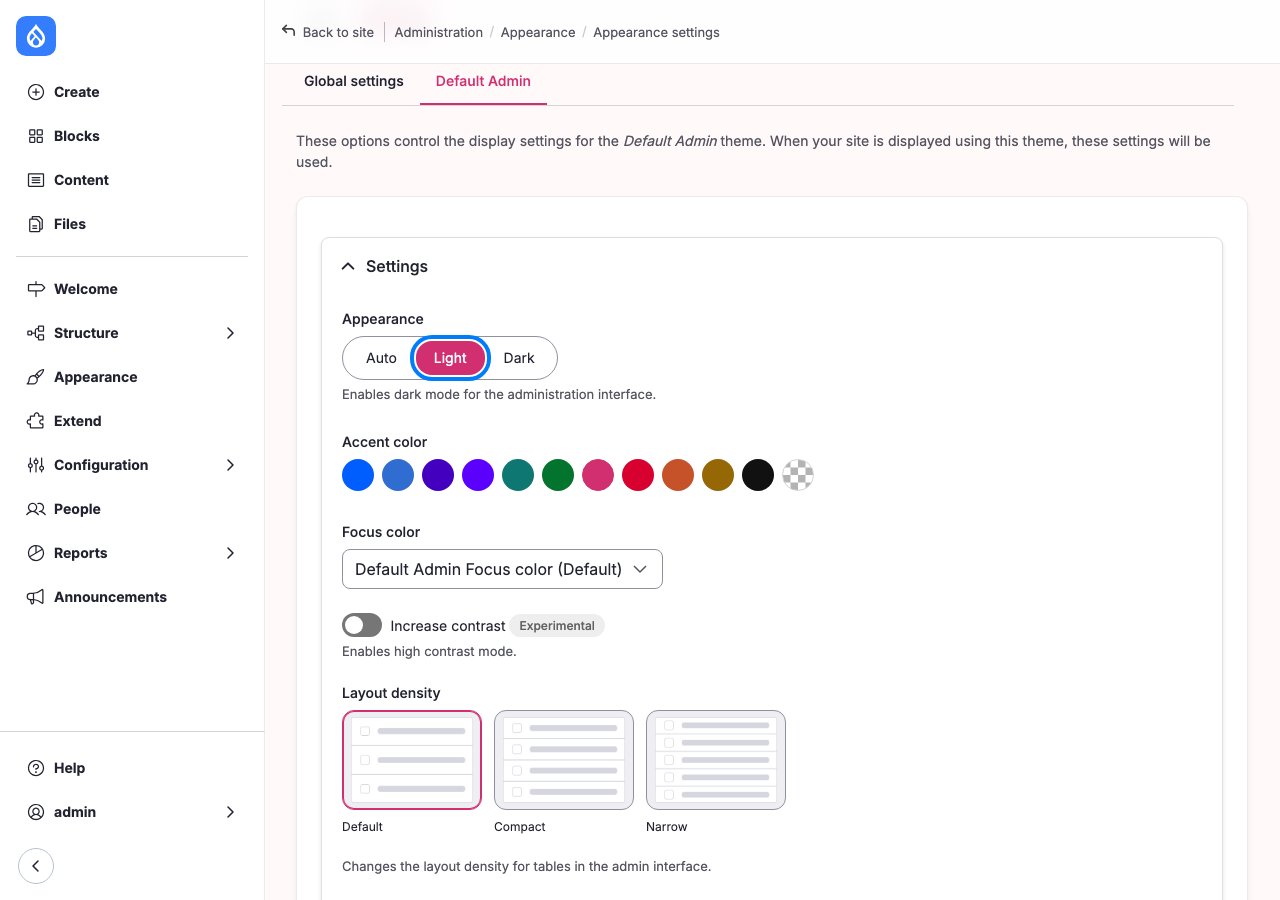 Create
Blocks
Content
Files
Welcome
Structure
Appearance
Extend
Configuration
People
Reports
Announcements
Help
admin
Back to site
Administration / Appearance / Appearance settings
Global settings
Default Admin
These options control the display settings for the Default Admin theme. When your site is displayed using this theme, these settings will be
used.
Settings
Appearance
Auto
Light
Dark
Enables dark mode for the administration interface.
Accent color
Focus color
Default Admin Focus color (Default)
Increase contrast
Experimental
Enables high contrast mode.
Layout density
Default
Compact
Narrow
Changes the layout density for tables in the admin interface.